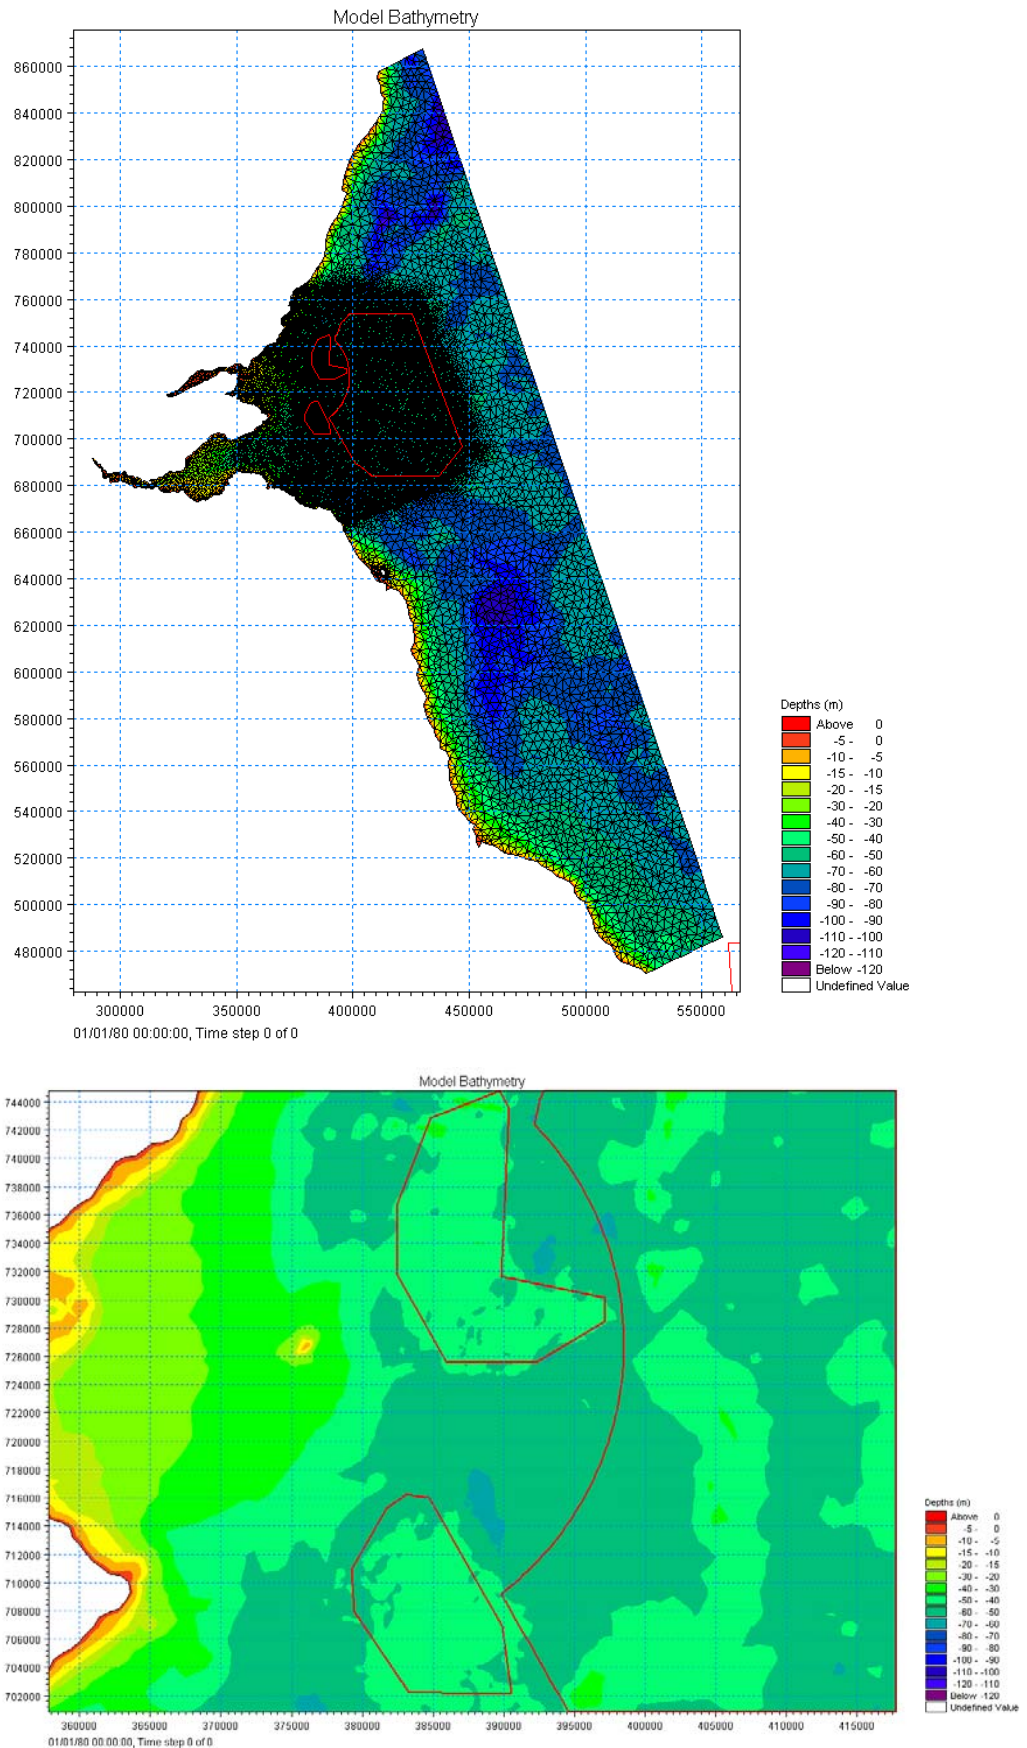 Model Bathymetry
860000
840000
820000
800000
780000
760000
740000
720000
700000
680000
660000
640000
620000
600000
580000
560000
540000
520000
500000
480000
300000 350000 400000 450000 500000 550000
01/01/80 00:00:00, Time step 0 of 0
Depths (m)
Above 0
-5 - 0
-10 - -5
-15 - -10
-20 - -15
-30 - -20
-40 - -30
-50 - -40
-60 - -50
-70 - -60
-80 - -70
-90 - -80
-100 - -90
-110 - -100
-120 - -110
Below -120
Undefined Value
Model Bathymetry
744000
742000
740000
738000
736000
734000
732000
730000
728000
726000
724000
722000
720000
718000
716000
714000
712000
710000
708000
706000
704000
702000
360000 365000 370000 375000 380000 385000 390000 395000 400000 405000 410000 415000
01/01/80 00:00:00, Time step 0 of 0
Depths (m)
Above 0
-5 - 0
-10 - -5
-15 - -10
-20 - -15
-30 - -20
-40 - -30
-50 - -40
-60 - -50
-70 - -60
-80 - -70
-90 - -80
-100 - -90
-110 - -100
-120 - -110
Below -120
Undefined Value